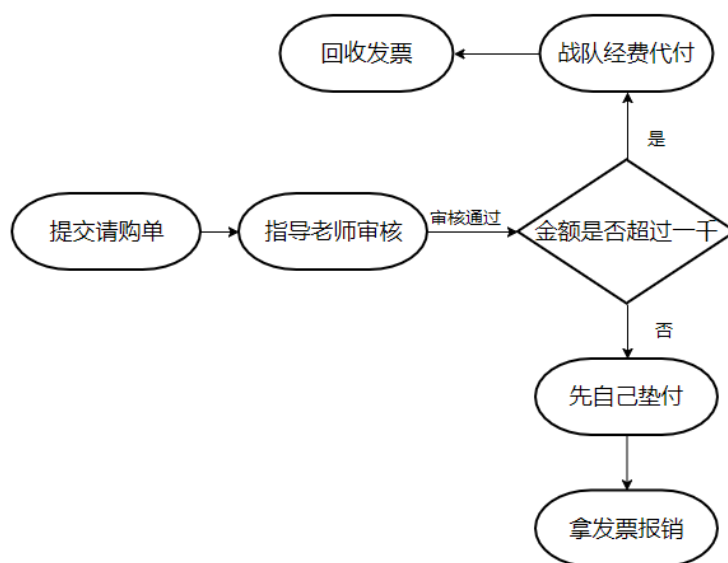 回收发票
战队经费代付
是
提交请购单
指导老师审核
审核通过
金额是否超过一千
否
先自己垫付
拿发票报销